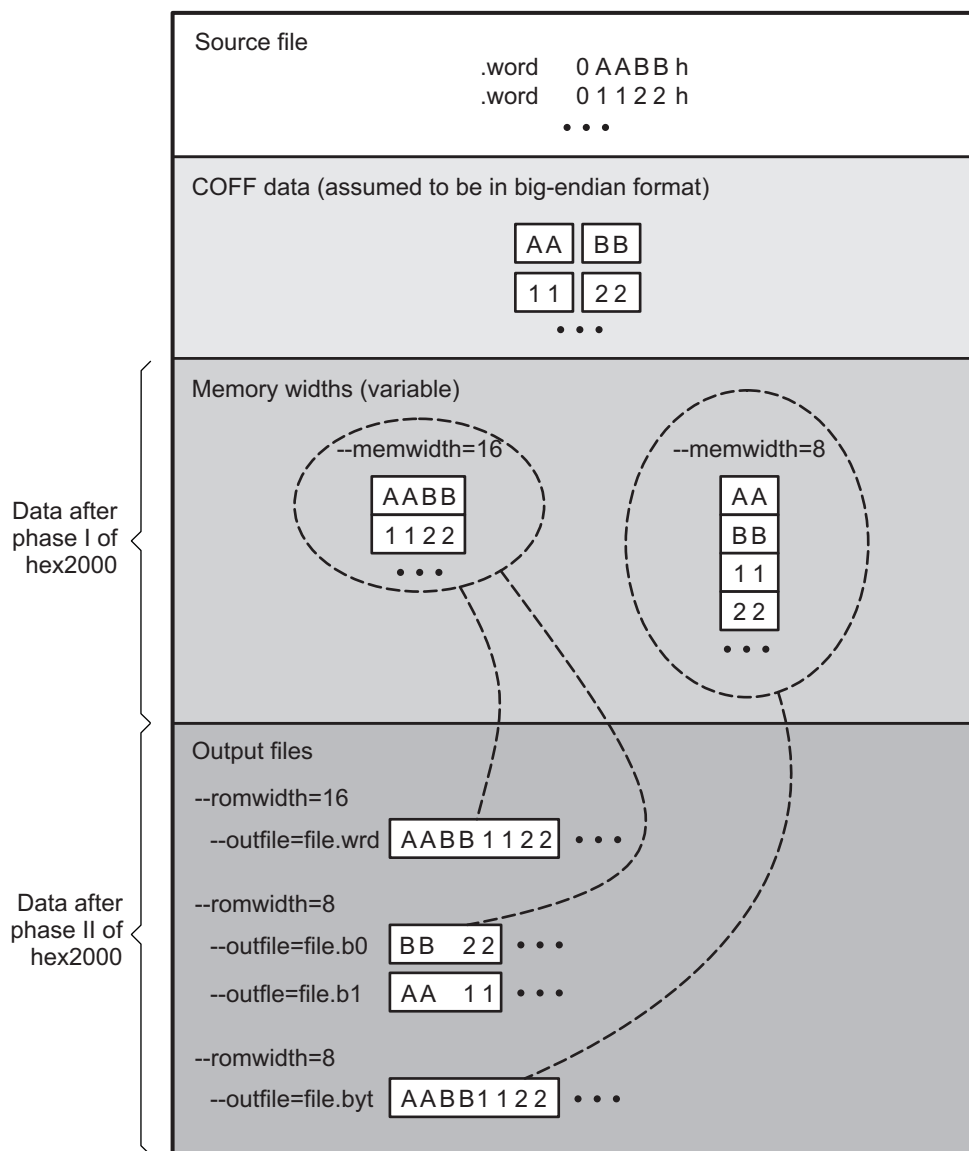 Source file
.word 0AABBh
.word 01122h
• • •
COFF data (assumed to be in big-endian format)
AA BB
11 22
• • •
Data after
phase I of
hex2000
Memory widths (variable)
--memwidth=16
AABB
1122
• • •
--memwidth=8
AA
BB
11
22
• • •
Data after
phase II of
hex2000
Output files
--romwidth=16
--outfile=file.wrd AABB1122 • • •
--romwidth=8
--outfile=file.b0 BB 22 • • •
--outfle=file.b1 AA 11 • • •
--romwidth=8
--outfile=file.byt AABB1122 • • •